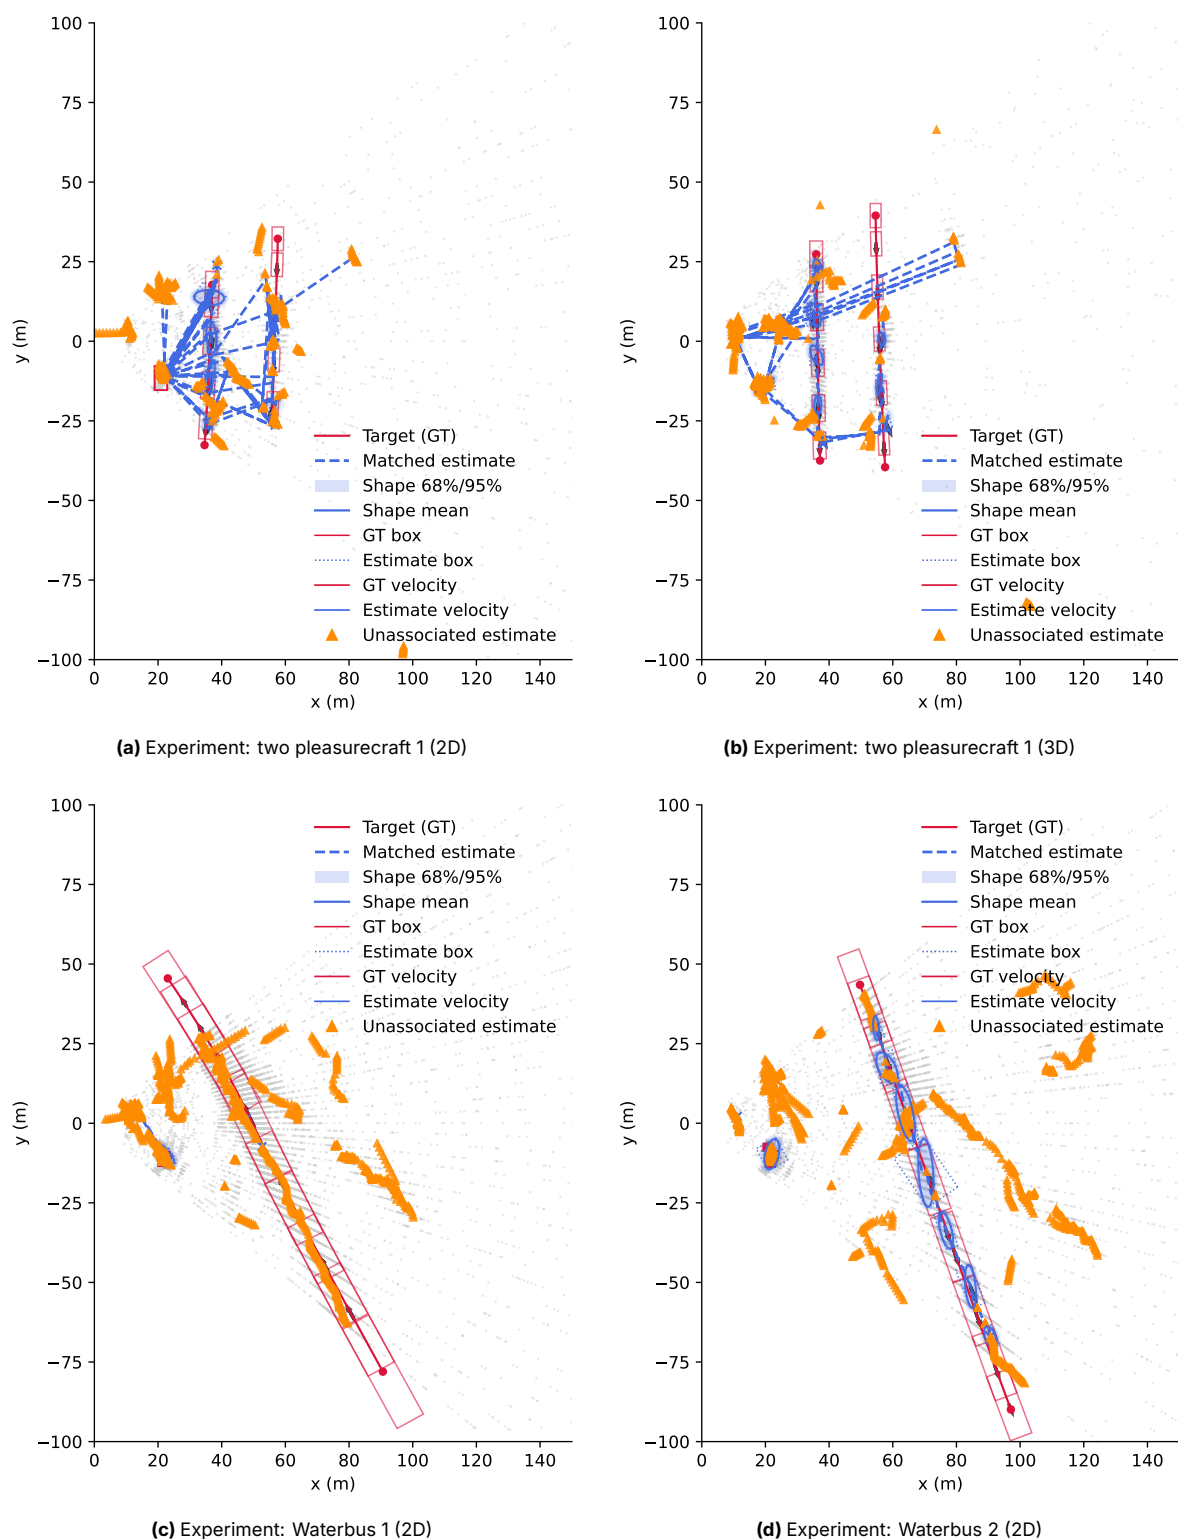 100
75
50
25
0
−25
−50
−75
−100
y (m)
0 20 40 60 80 100 120 140
x (m)
Target (GT)
Matched estimate
Shape 68%/95%
Shape mean
GT box
Estimate box
GT velocity
Estimate velocity
Unassociated estimate
(a) Experiment: two pleasurecraft 1 (2D)
100
75
50
25
0
−25
−50
−75
−100
y (m)
0 20 40 60 80 100 120 140
x (m)
Target (GT)
Matched estimate
Shape 68%/95%
Shape mean
GT box
Estimate box
GT velocity
Estimate velocity
Unassociated estimate
(b) Experiment: two pleasurecraft 1 (3D)
100
75
50
25
0
−25
−50
−75
−100
y (m)
0 20 40 60 80 100 120 140
x (m)
Target (GT)
Matched estimate
Shape 68%/95%
Shape mean
GT box
Estimate box
GT velocity
Estimate velocity
Unassociated estimate
(c) Experiment: Waterbus 1 (2D)
100
75
50
25
0
−25
−50
−75
−100
y (m)
0 20 40 60 80 100 120 140
x (m)
Target (GT)
Matched estimate
Shape 68%/95%
Shape mean
GT box
Estimate box
GT velocity
Estimate velocity
Unassociated estimate
(d) Experiment: Waterbus 2 (2D)